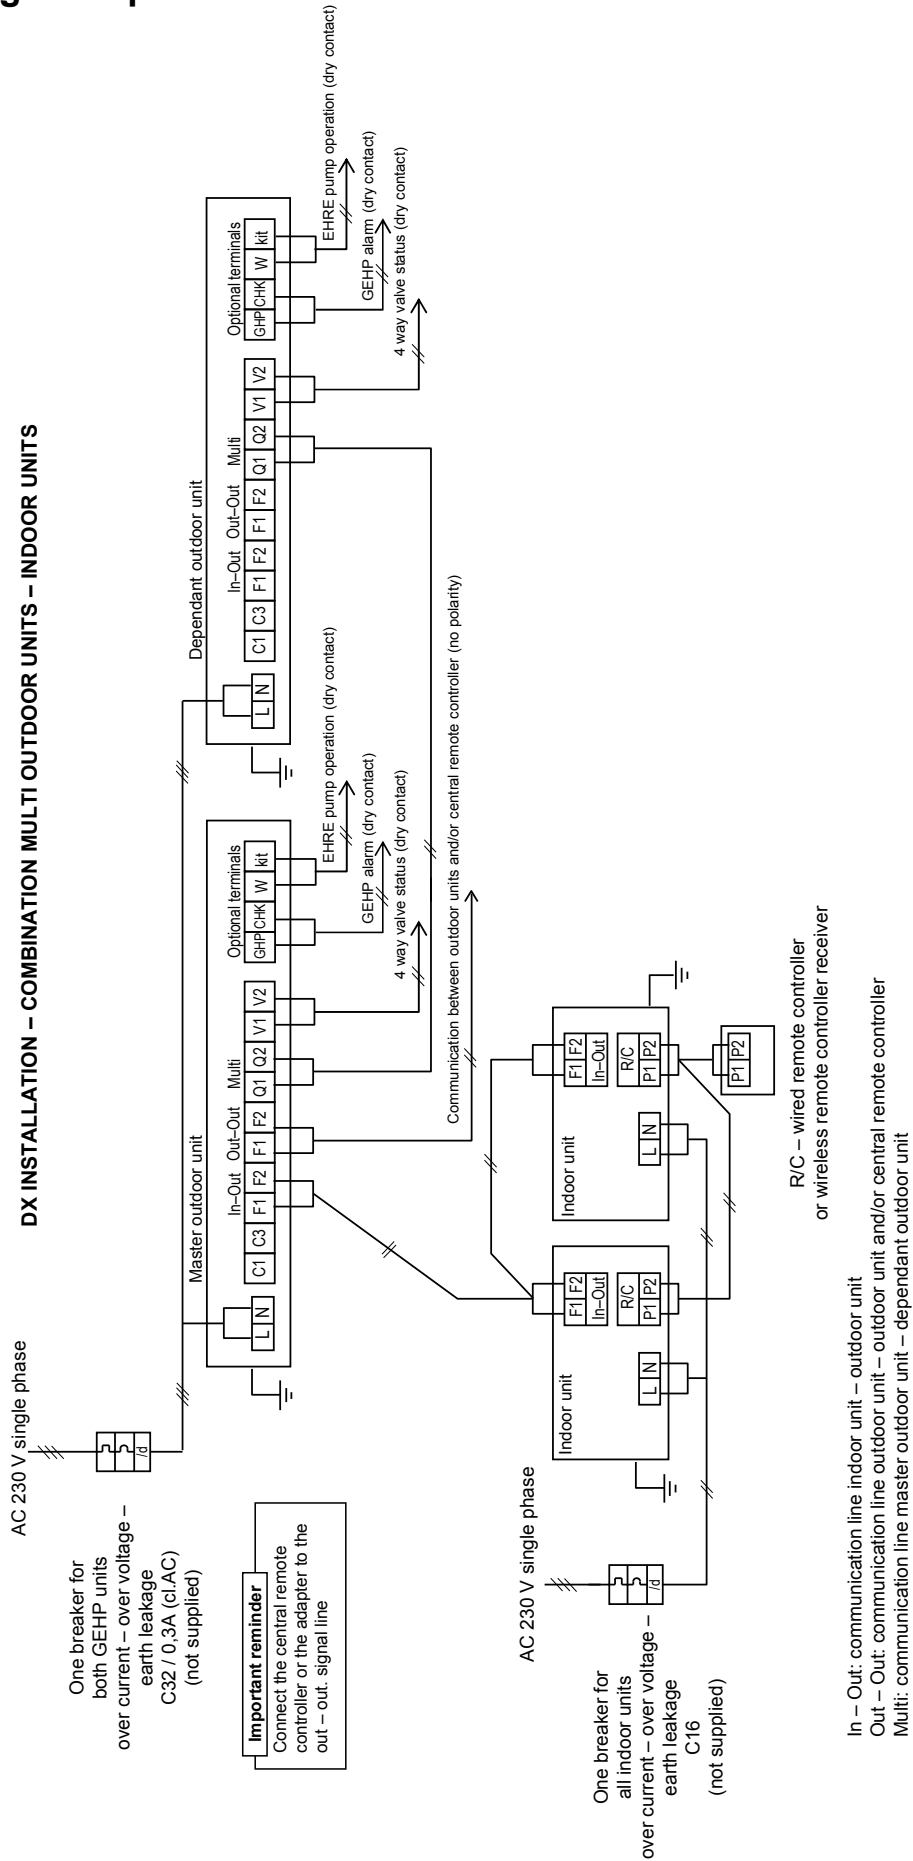 DX INSTALLATION – COMBINATION MULTI OUTDOOR UNITS – INDOOR UNITS
AC 230 V single phase
One breaker for
both GEHP units
over current – over voltage –
earth leakage
C32 / 0,3A (cl.AC)
(not supplied)
/d
Important reminder
Connect the central remote
controller or the adapter to the
out – out. signal line
Master outdoor unit
L N
In–Out Out–Out Multi Optional terminals
C1 C3 F1 F2 F1 F2 Q1 Q2 V1 V2 GHP CHK W kit
EHRE pump operation (dry contact)
GEHP alarm (dry contact)
4 way valve status (dry contact)
Dependant outdoor unit
L N
In–Out Out–Out Multi Optional terminals
C1 C3 F1 F2 F1 F2 Q1 Q2 V1 V2 GHP CHK W kit
EHRE pump operation (dry contact)
GEHP alarm (dry contact)
4 way valve status (dry contact)
Communication between outdoor units and/or central remote controller (no polarity)
AC 230 V single phase
One breaker for
all indoor units
over current – over voltage –
earth leakage
C16
(not supplied)
/d
Indoor unit
L N
F1 F2
In–Out
R/C
P1 P2
Indoor unit
L N
F1 F2
In–Out
R/C
P1 P2
P1 P2
R/C – wired remote controller
or wireless remote controller receiver
In – Out: communication line indoor unit – outdoor unit
Out – Out: communication line outdoor unit – outdoor unit and/or central remote controller
Multi: communication line master outdoor unit – dependant outdoor unit